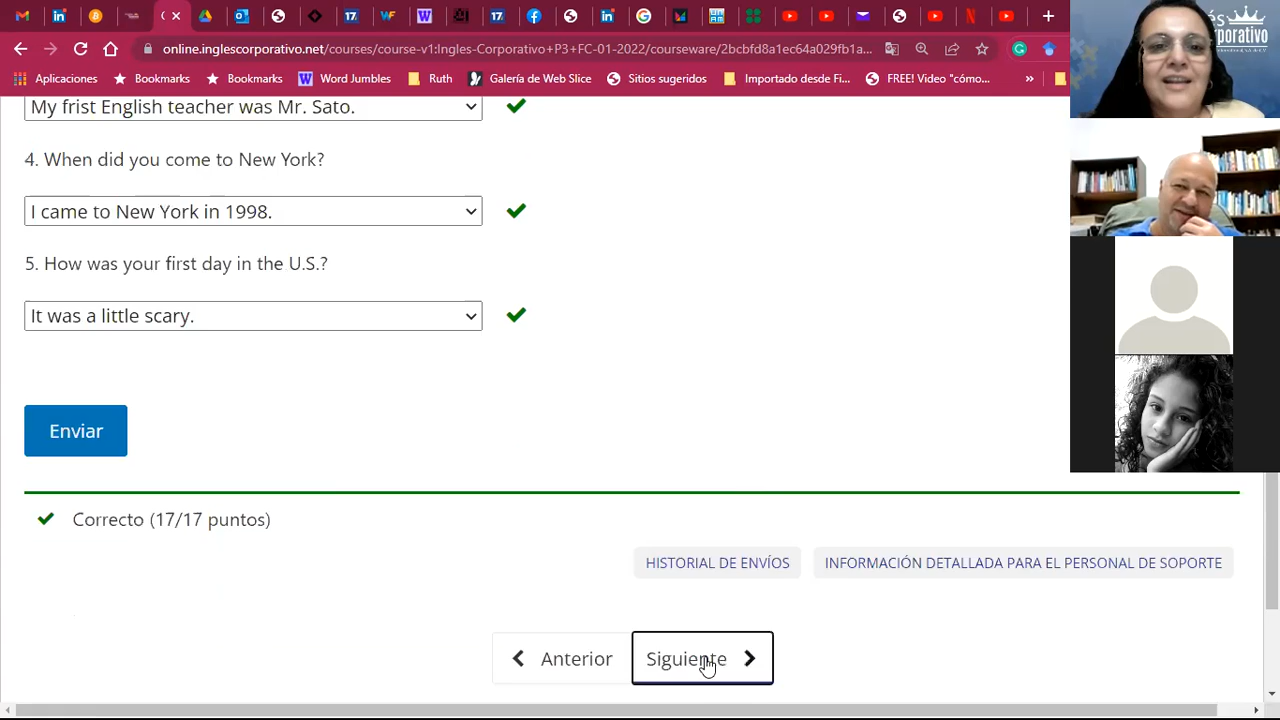 online.inglescorporativo.net/courses/course-v1:Ingles-Corporativo+P3+FC-01-2022/courseware/2bcbfd8a1ec64a029fb1a...
Aplicaciones Bookmarks Bookmarks Word Jumbles Ruth Galería de Web Slice Sitios sugeridos Importado desde Fi... FREE! Video "cómo... »
My frist English teacher was Mr. Sato.
4. When did you come to New York?
I came to New York in 1998.
5. How was your first day in the U.S.?
It was a little scary.
Enviar
Correcto (17/17 puntos)
HISTORIAL DE ENVÍOS INFORMACIÓN DETALLADA PARA EL PERSONAL DE SOPORTE
Anterior Siguiente